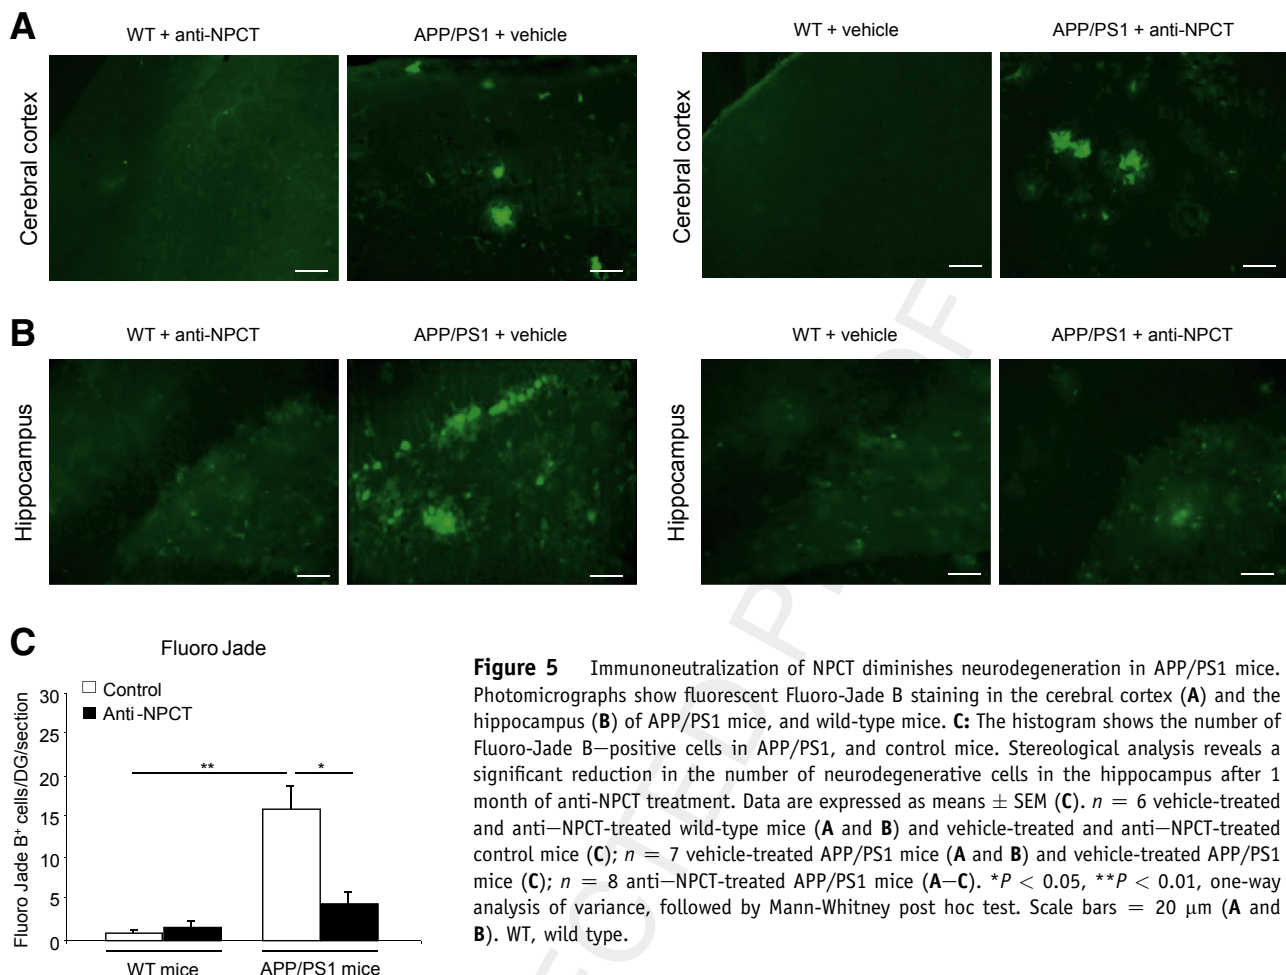 A
WT + anti-NPCT
APP/PS1 + vehicle
WT + vehicle
APP/PS1 + anti-NPCT
Cerebral cortex
Cerebral cortex
B
WT + anti-NPCT
APP/PS1 + vehicle
WT + vehicle
APP/PS1 + anti-NPCT
Hippocampus
Hippocampus
C
Fluoro Jade
Fluoro Jade B⁺ cells/DG/section
30
25
20
15
10
5
0
Control
Anti-NPCT
**
*
WT mice
APP/PS1 mice
Figure 5 Immunoneutralization of NPCT diminishes neurodegeneration in APP/PS1 mice.
Photomicrographs show fluorescent Fluoro-Jade B staining in the cerebral cortex (A) and the
hippocampus (B) of APP/PS1 mice, and wild-type mice. C: The histogram shows the number of
Fluoro-Jade B–positive cells in APP/PS1, and control mice. Stereological analysis reveals a
significant reduction in the number of neurodegenerative cells in the hippocampus after 1
month of anti-NPCT treatment. Data are expressed as means ± SEM (C). n = 6 vehicle-treated
and anti–NPCT-treated wild-type mice (A and B) and vehicle-treated and anti–NPCT-treated
control mice (C); n = 7 vehicle-treated APP/PS1 mice (A and B) and vehicle-treated APP/PS1
mice (C); n = 8 anti–NPCT-treated APP/PS1 mice (A–C). *P < 0.05, **P < 0.01, one-way
analysis of variance, followed by Mann-Whitney post hoc test. Scale bars = 20 μm (A and
B). WT, wild type.